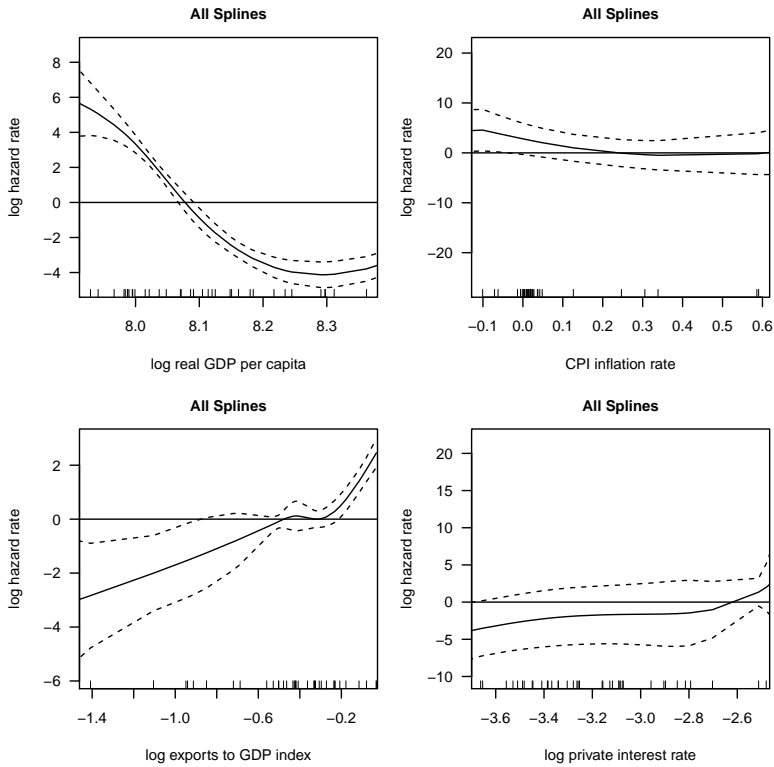 All Splines
8
6
4
2
0
−2
−4
log hazard rate
8.0 8.1 8.2 8.3
log real GDP per capita
All Splines
20
10
0
−10
−20
log hazard rate
−0.1 0.0 0.1 0.2 0.3 0.4 0.5 0.6
CPI inflation rate
All Splines
2
0
−2
−4
−6
log hazard rate
−1.4 −1.0 −0.6 −0.2
log exports to GDP index
All Splines
20
15
10
5
0
−5
−10
log hazard rate
−3.6 −3.4 −3.2 −3.0 −2.8 −2.6
log private interest rate